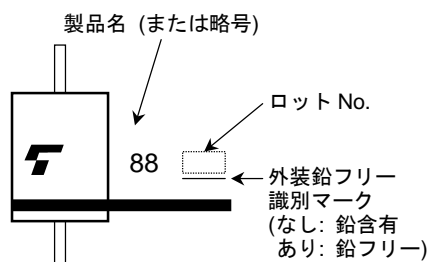 製品名 (または略号)
ロット No.
88
外装鉛フリー
識別マーク
(なし: 鉛含有
あり: 鉛フリー)